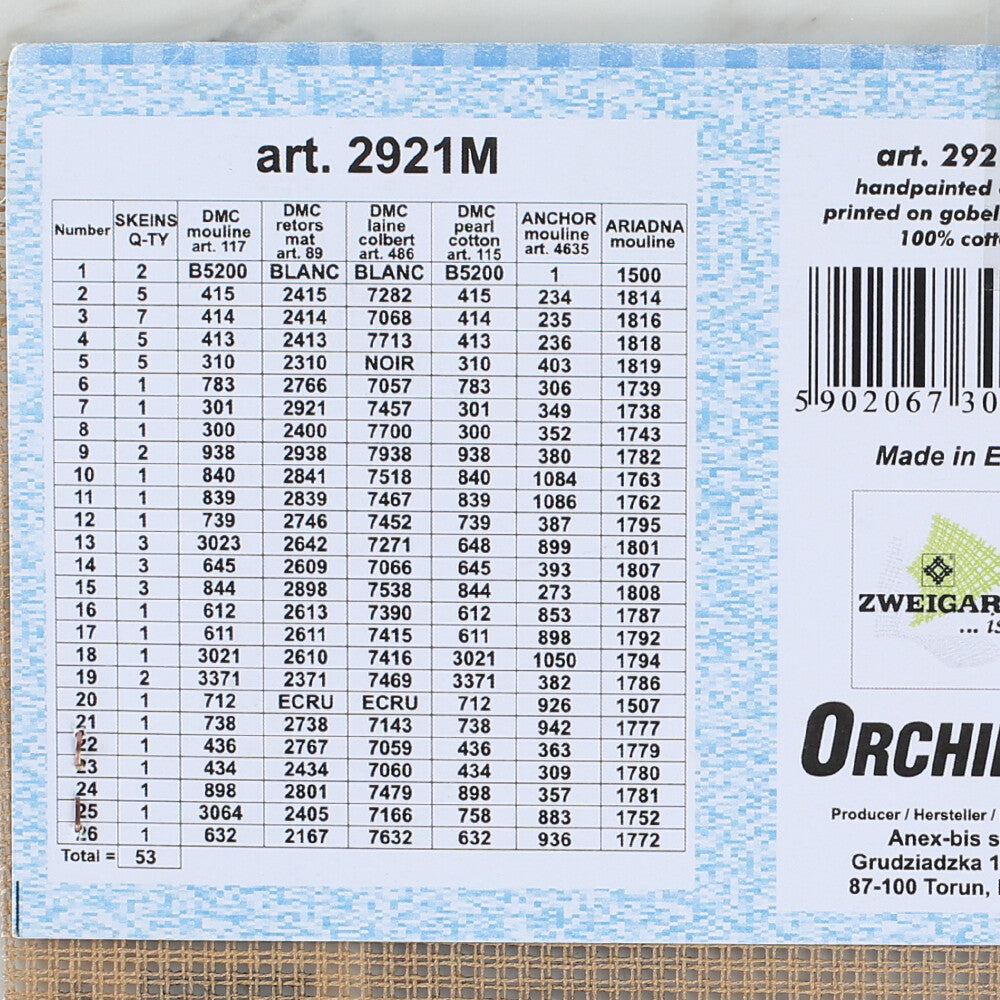 art. 2921M
Number SKEINS Q-TY DMC mouline art. 117 DMC retors mat art. 89 DMC laine colbert art. 486 DMC pearl cotton art. 115 ANCHOR mouline art. 4635 ARIADNA mouline
1 2 B5200 BLANC BLANC B5200 1 1500
2 5 415 2415 7282 415 234 1814
3 7 414 2414 7068 414 235 1816
4 5 413 2413 7713 413 236 1818
5 5 310 2310 NOIR 310 403 1819
6 1 783 2766 7057 783 306 1739
7 1 301 2921 7457 301 349 1738
8 1 300 2400 7700 300 352 1743
9 2 938 2938 7938 938 380 1782
10 1 840 2841 7518 840 1084 1763
11 1 839 2839 7467 839 1086 1762
12 1 739 2746 7452 739 387 1795
13 3 3023 2642 7271 648 899 1801
14 3 645 2609 7066 645 393 1807
15 3 844 2898 7538 844 273 1808
16 1 612 2613 7390 612 853 1787
17 1 611 2611 7415 611 898 1792
18 1 3021 2610 7416 3021 1050 1794
19 2 3371 2371 7469 3371 382 1786
20 1 712 ECRU ECRU 712 926 1507
21 1 738 2738 7143 738 942 1777
22 1 436 2767 7059 436 363 1779
23 1 434 2434 7060 434 309 1780
24 1 898 2801 7479 898 357 1781
25 1 3064 2405 7166 758 883 1752
26 1 632 2167 7632 632 936 1772
Total = 53
art. 292
handpainted
printed on gobel
100% cott
5 902067 30
Made in E
ZWEIGAR
... is
ORCHI
Producer / Hersteller /
Anex-bis s
Grudziadzka 1
87-100 Torun,